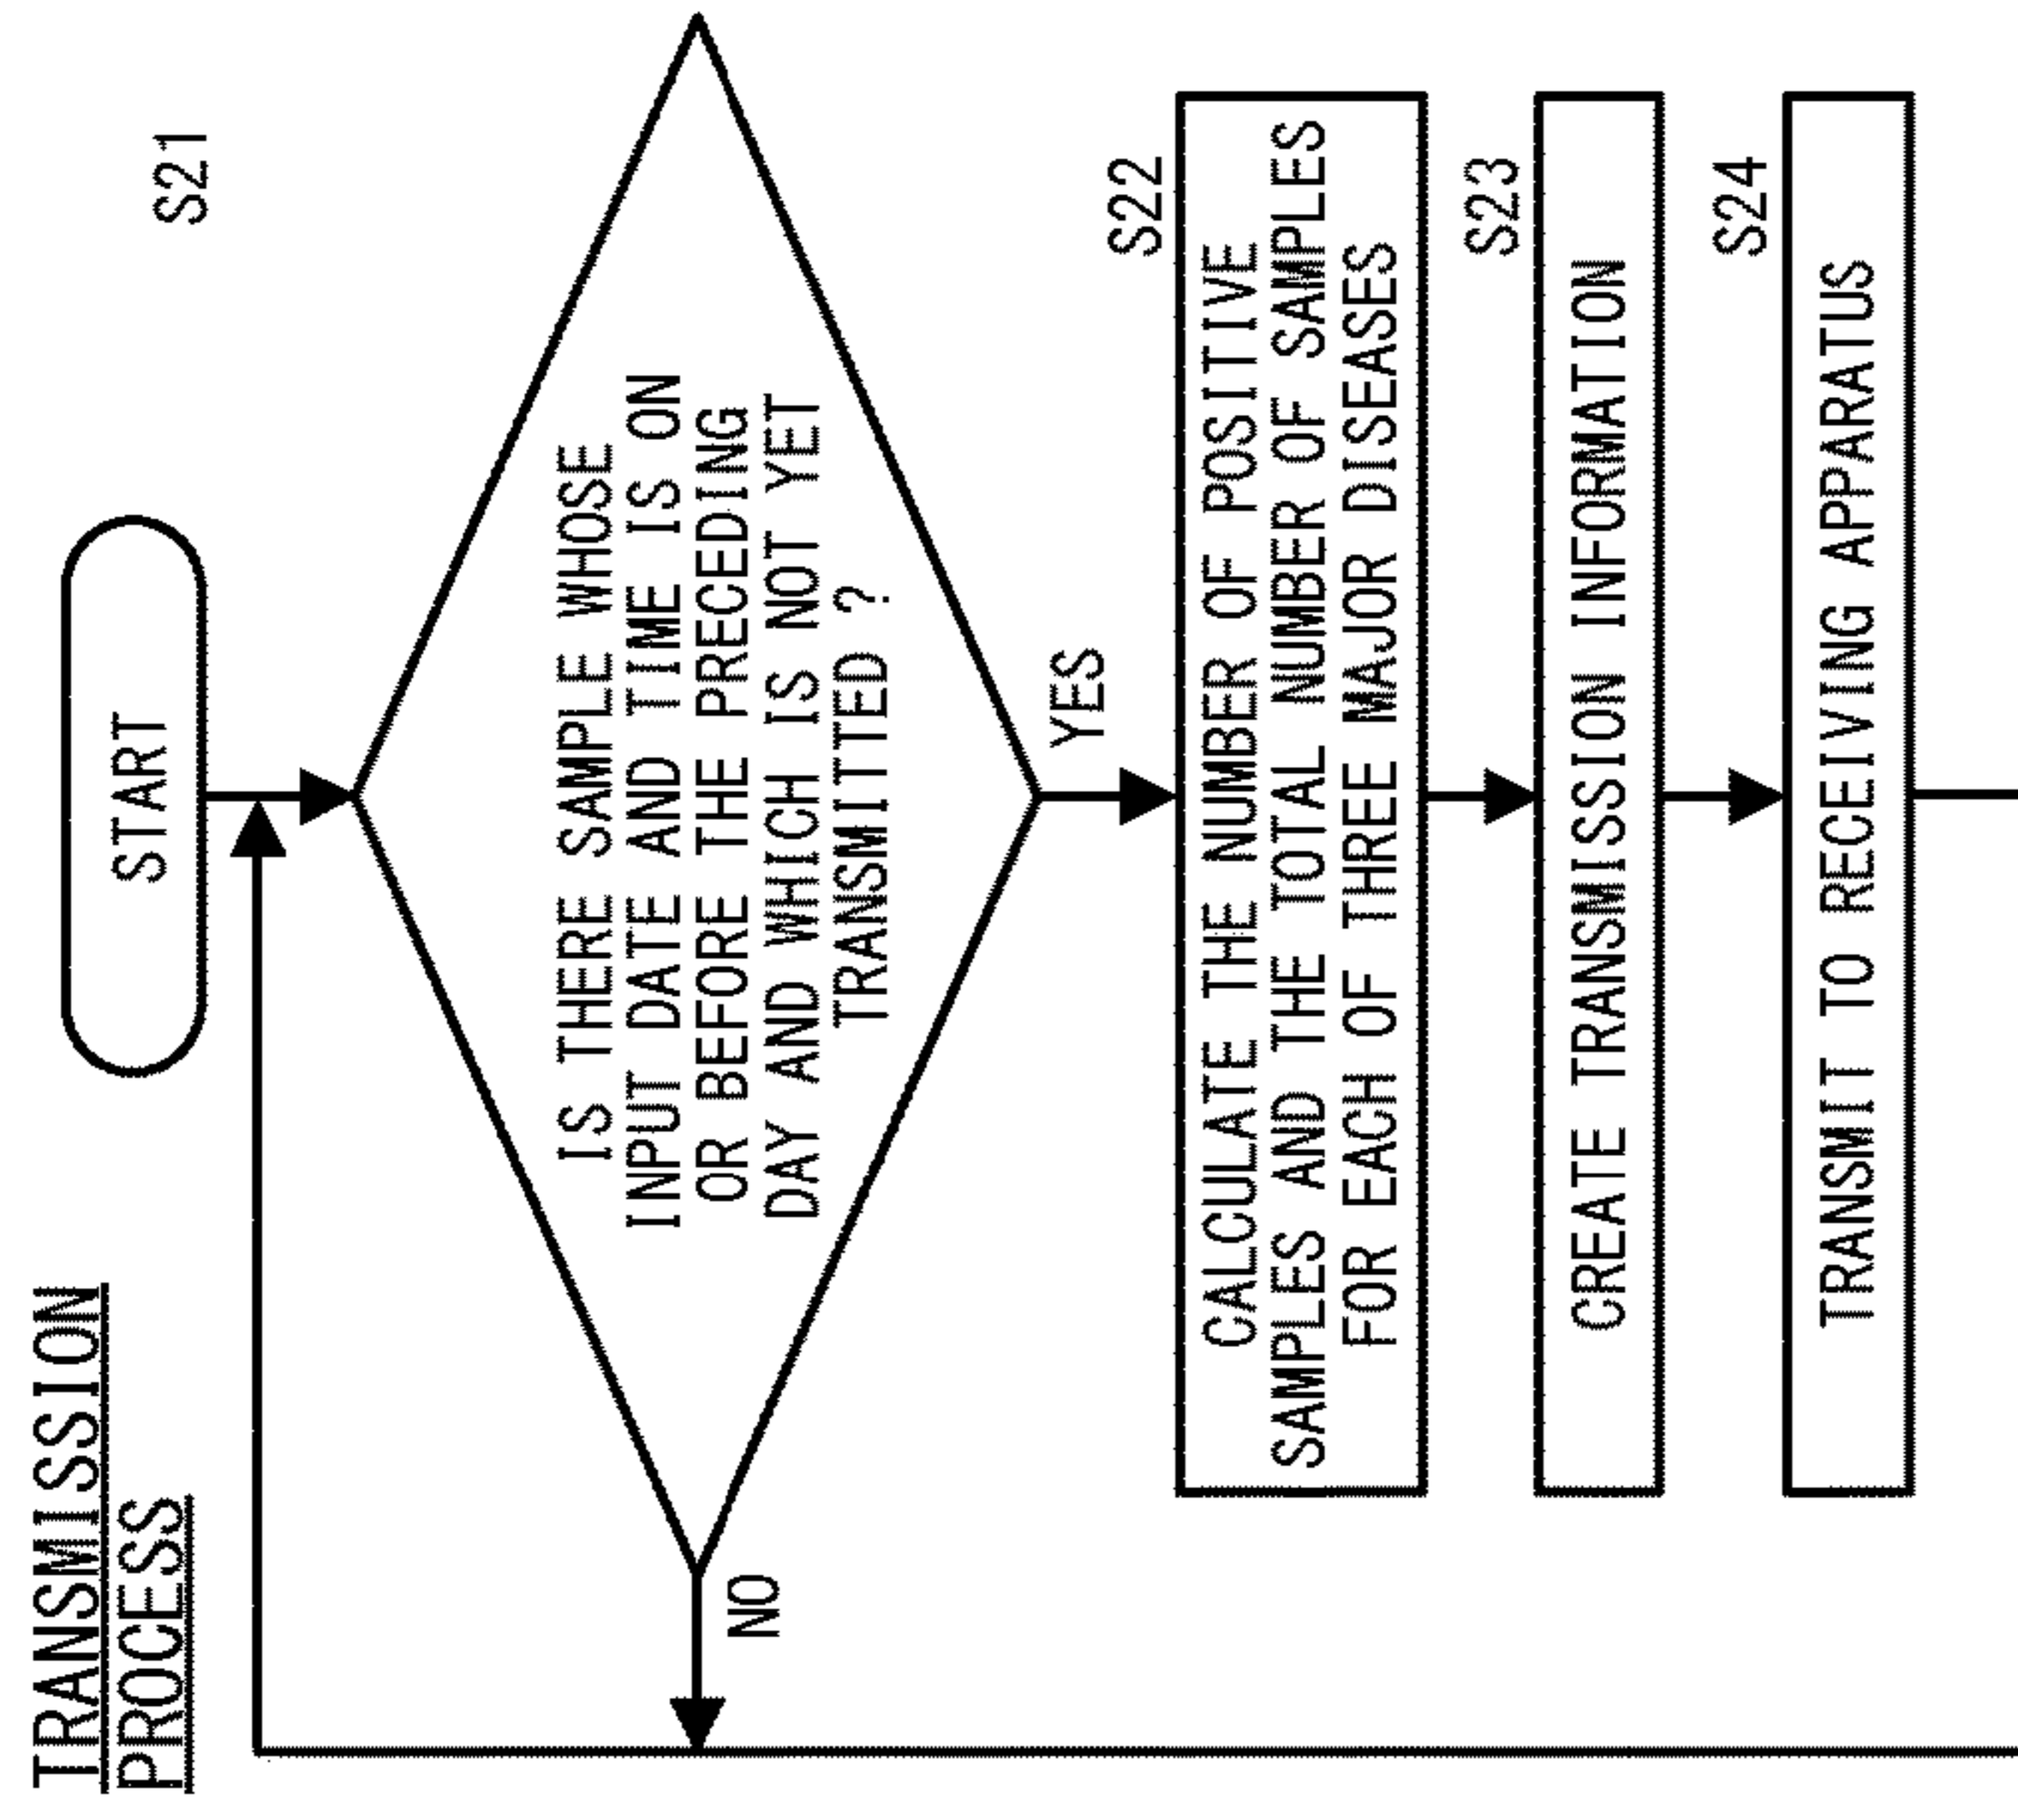 TRANSMISSION
PROCESS
START
S21
IS THERE SAMPLE WHOSE
INPUT DATE AND TIME IS ON
OR BEFORE THE PRECEDING
DAY AND WHICH IS NOT YET
TRANSMITTED ?
NO
YES
S22
CALCULATE THE NUMBER OF POSITIVE
SAMPLES AND THE TOTAL NUMBER OF SAMPLES
FOR EACH OF THREE MAJOR DISEASES
S23
CREATE TRANSMISSION INFORMATION
S24
TRANSMIT TO RECEIVING APPARATUS